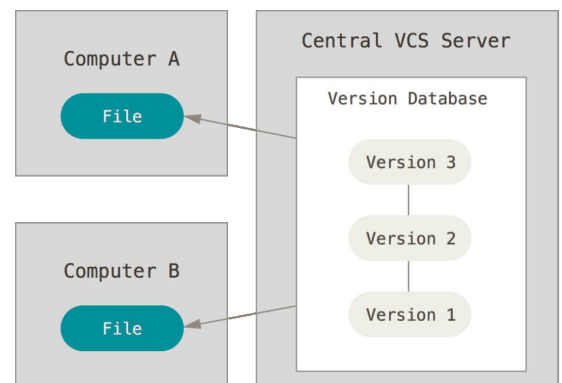 Computer A
File
Computer B
File
Central VCS Server
Version Database
Version 3
Version 2
Version 1